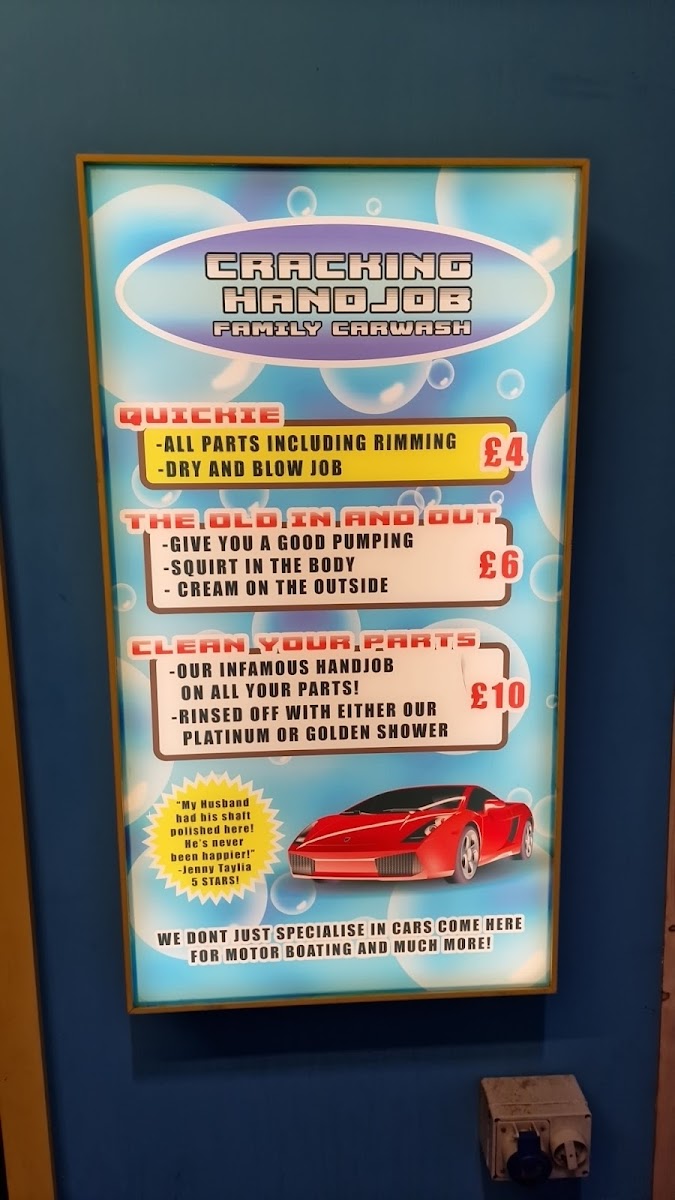 CRACKING
HANDJOB
FAMILY CARWASH
QUICKIE
-ALL PARTS INCLUDING RIMMING
-DRY AND BLOW JOB
£4
THE OLD IN AND OUT
-GIVE YOU A GOOD PUMPING
-SQUIRT IN THE BODY
- CREAM ON THE OUTSIDE
£6
CLEAN YOUR PARTS
-OUR INFAMOUS HANDJOB
ON ALL YOUR PARTS!
-RINSED OFF WITH EITHER OUR
PLATINUM OR GOLDEN SHOWER
£10
"My Husband
had his shaft
polished here!
He's never
been happier!"
-Jenny Taylia
5 STARS!
WE DONT JUST SPECIALISE IN CARS COME HERE
FOR MOTOR BOATING AND MUCH MORE!